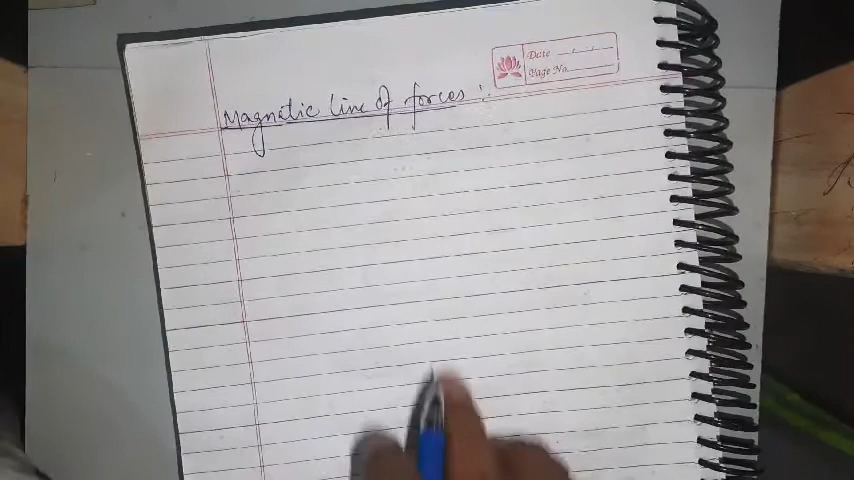 Date
Page No.
Magnetic line of forces :